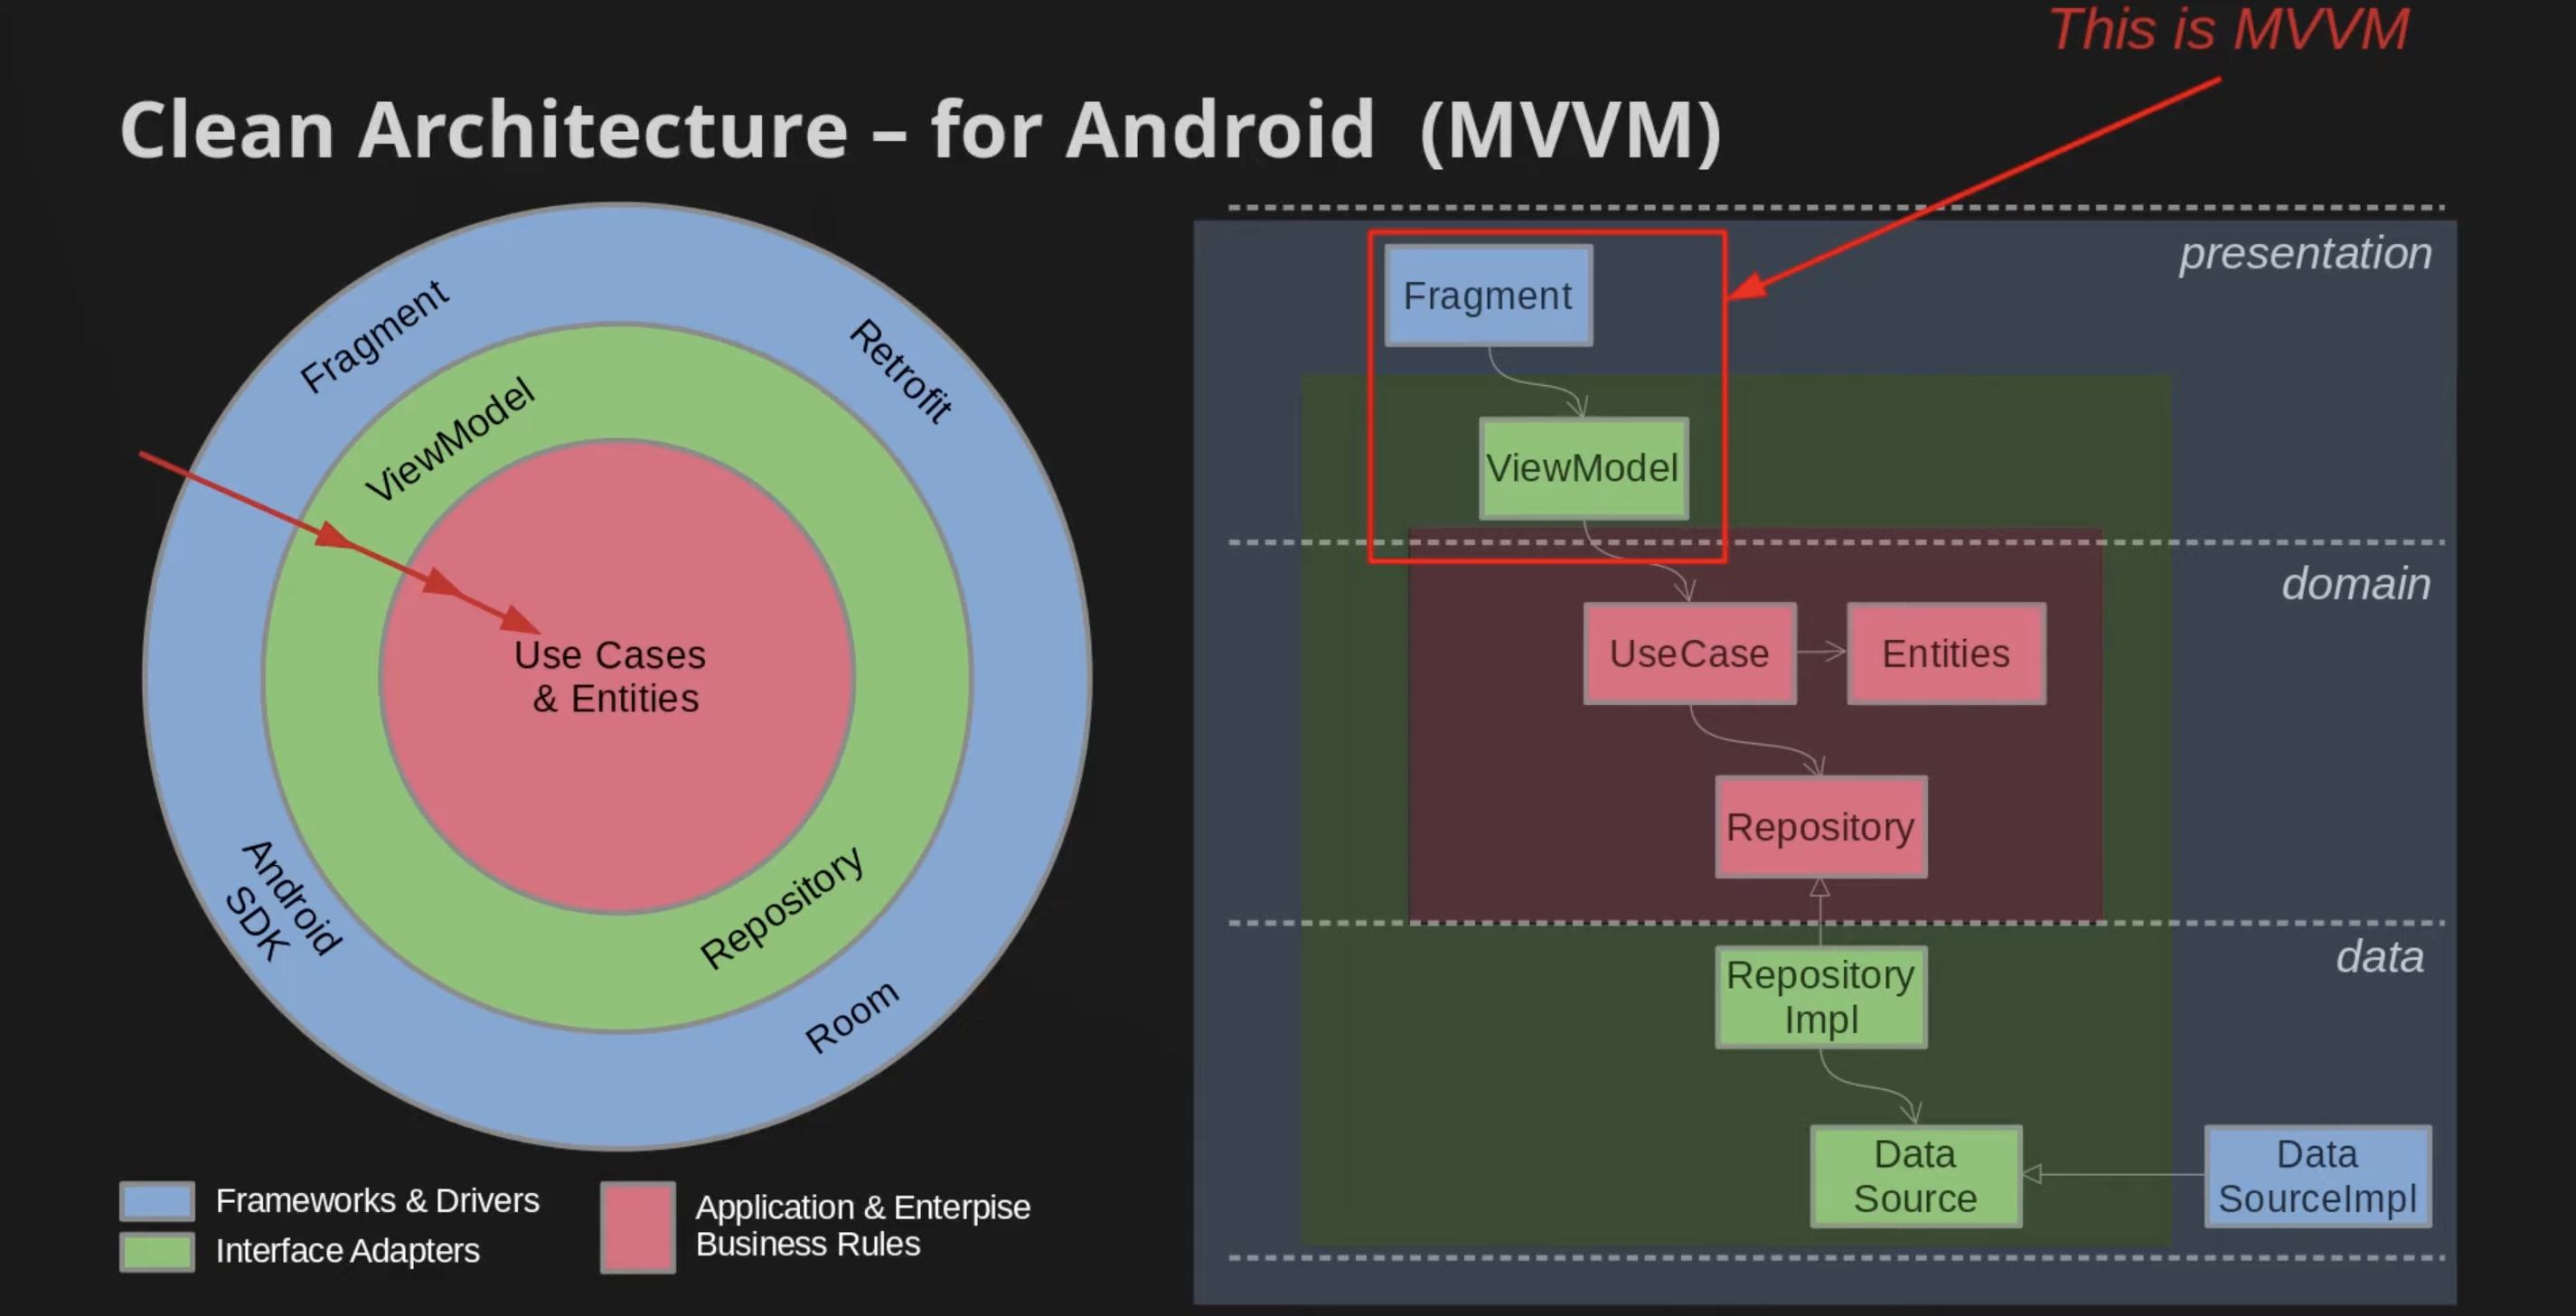 This is MVVM
Clean Architecture – for Android (MVVM)
Fragment
Retrofit
ViewModel
Use Cases
& Entities
Android
SDK
Repository
Room
Frameworks & Drivers
Interface Adapters
Application & Enterpise
Business Rules
presentation
Fragment
ViewModel
domain
UseCase
Entities
Repository
data
Repository
Impl
Data
Source
Data
SourceImpl